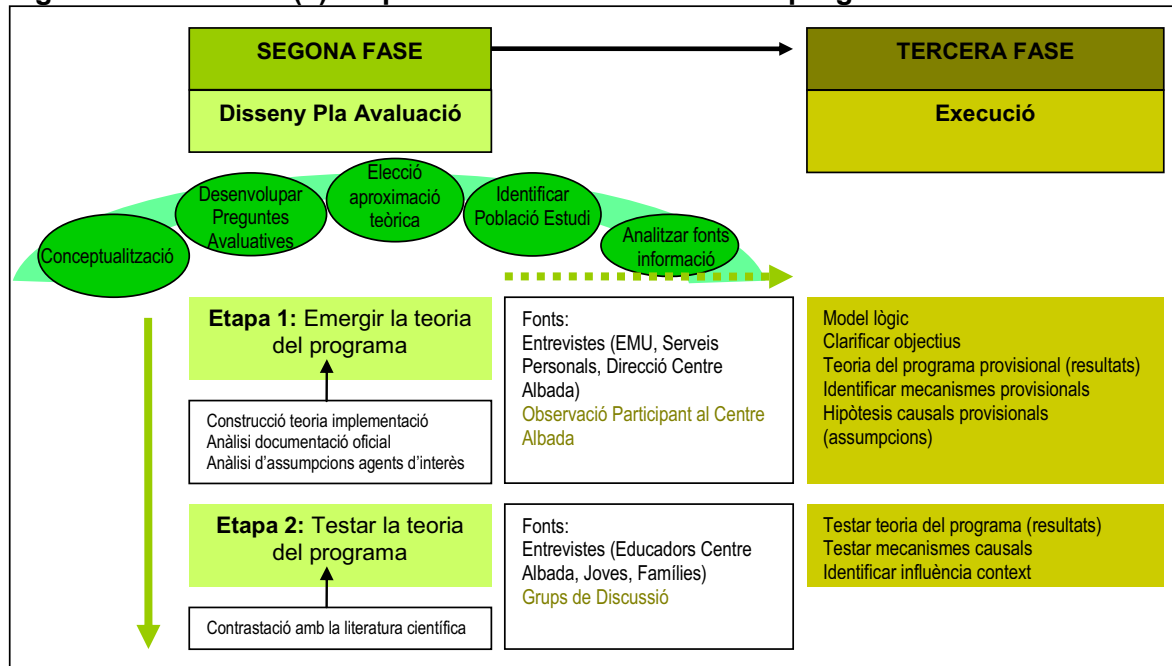 SEGONA FASE
TERCERA FASE
Disseny Pla Avaluació
Execució
Conceptualització
Desenvolupar
Preguntes
Avaluatives
Elecció
aproximació
teòrica
Identificar
Població Estudi
Analitzar fonts
informació
Etapa 1: Emergir la teoria
del programa
Construcció teoria implementació
Anàlisi documentació oficial
Anàlisi d'assumpcions agents d'interès
Fonts:
Entrevistes (EMU, Serveis
Personals, Direcció Centre
Albada)
Observació Participant al Centre
Albada
Model lògic
Clarificar objectius
Teoria del programa provisional (resultats)
Identificar mecanismes provisionals
Hipòtesis causals provisionals
(assumpcions)
Etapa 2: Testar la teoria
del programa
Contrastació amb la literatura científica
Fonts:
Entrevistes (Educadors Centre
Albada, Joves, Famílies)
Grups de Discussió
Testar teoria del programa (resultats)
Testar mecanismes causals
Identificar influència context